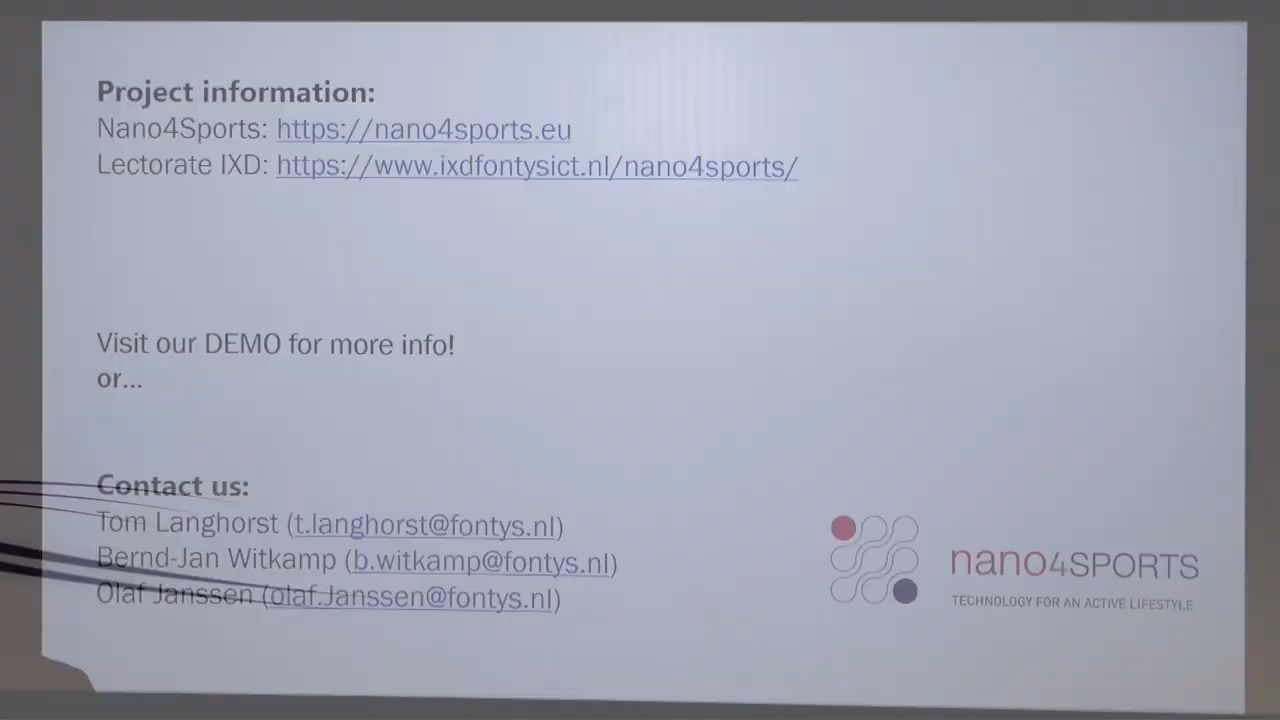 Project information:
Nano4Sports: https://nano4sports.eu
Lectorate IXD: https://www.ixdfontysict.nl/nano4sports/
Visit our DEMO for more info!
or...
Contact us:
Tom Langhorst (t.langhorst@fontys.nl)
Bernd-Jan Witkamp (b.witkamp@fontys.nl)
Olaf Janssen (olaf.Janssen@fontys.nl)
nano4SPORTS
TECHNOLOGY FOR AN ACTIVE LIFESTYLE